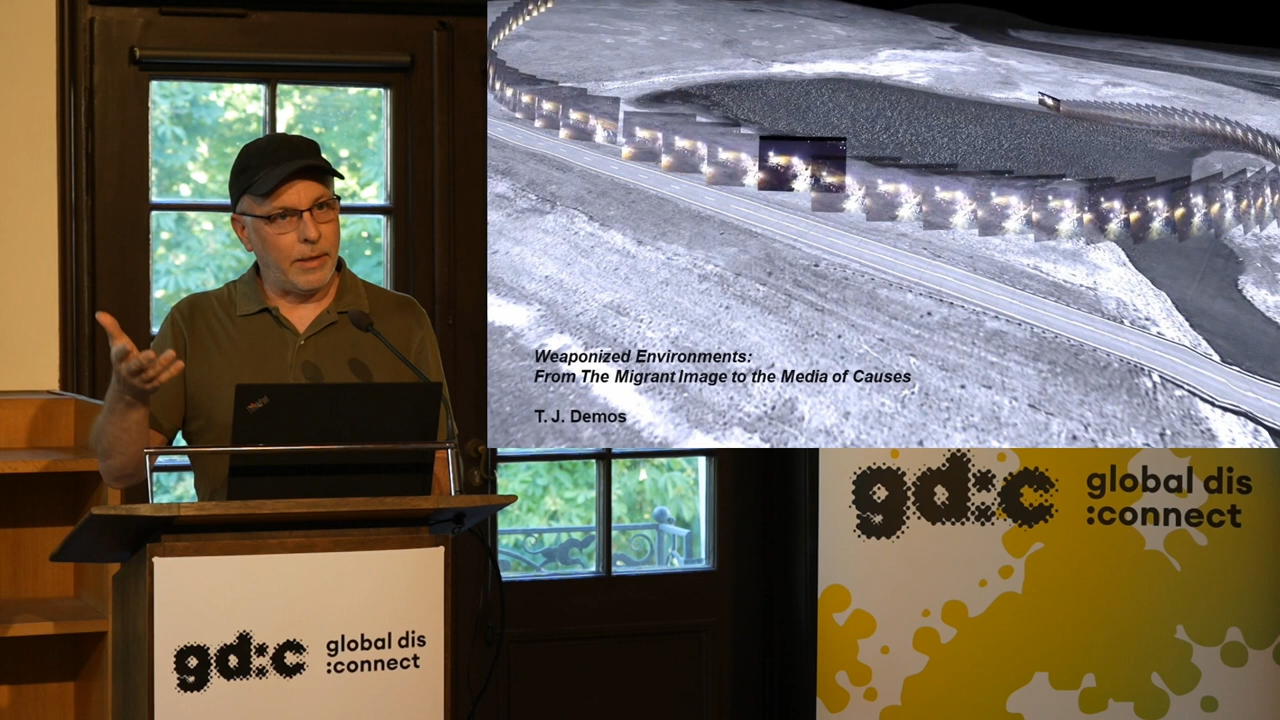 Weaponized Environments:
From The Migrant Image to the Media of Causes
T. J. Demos
gd:c
global dis
:connect
gd:c
global dis
:connect